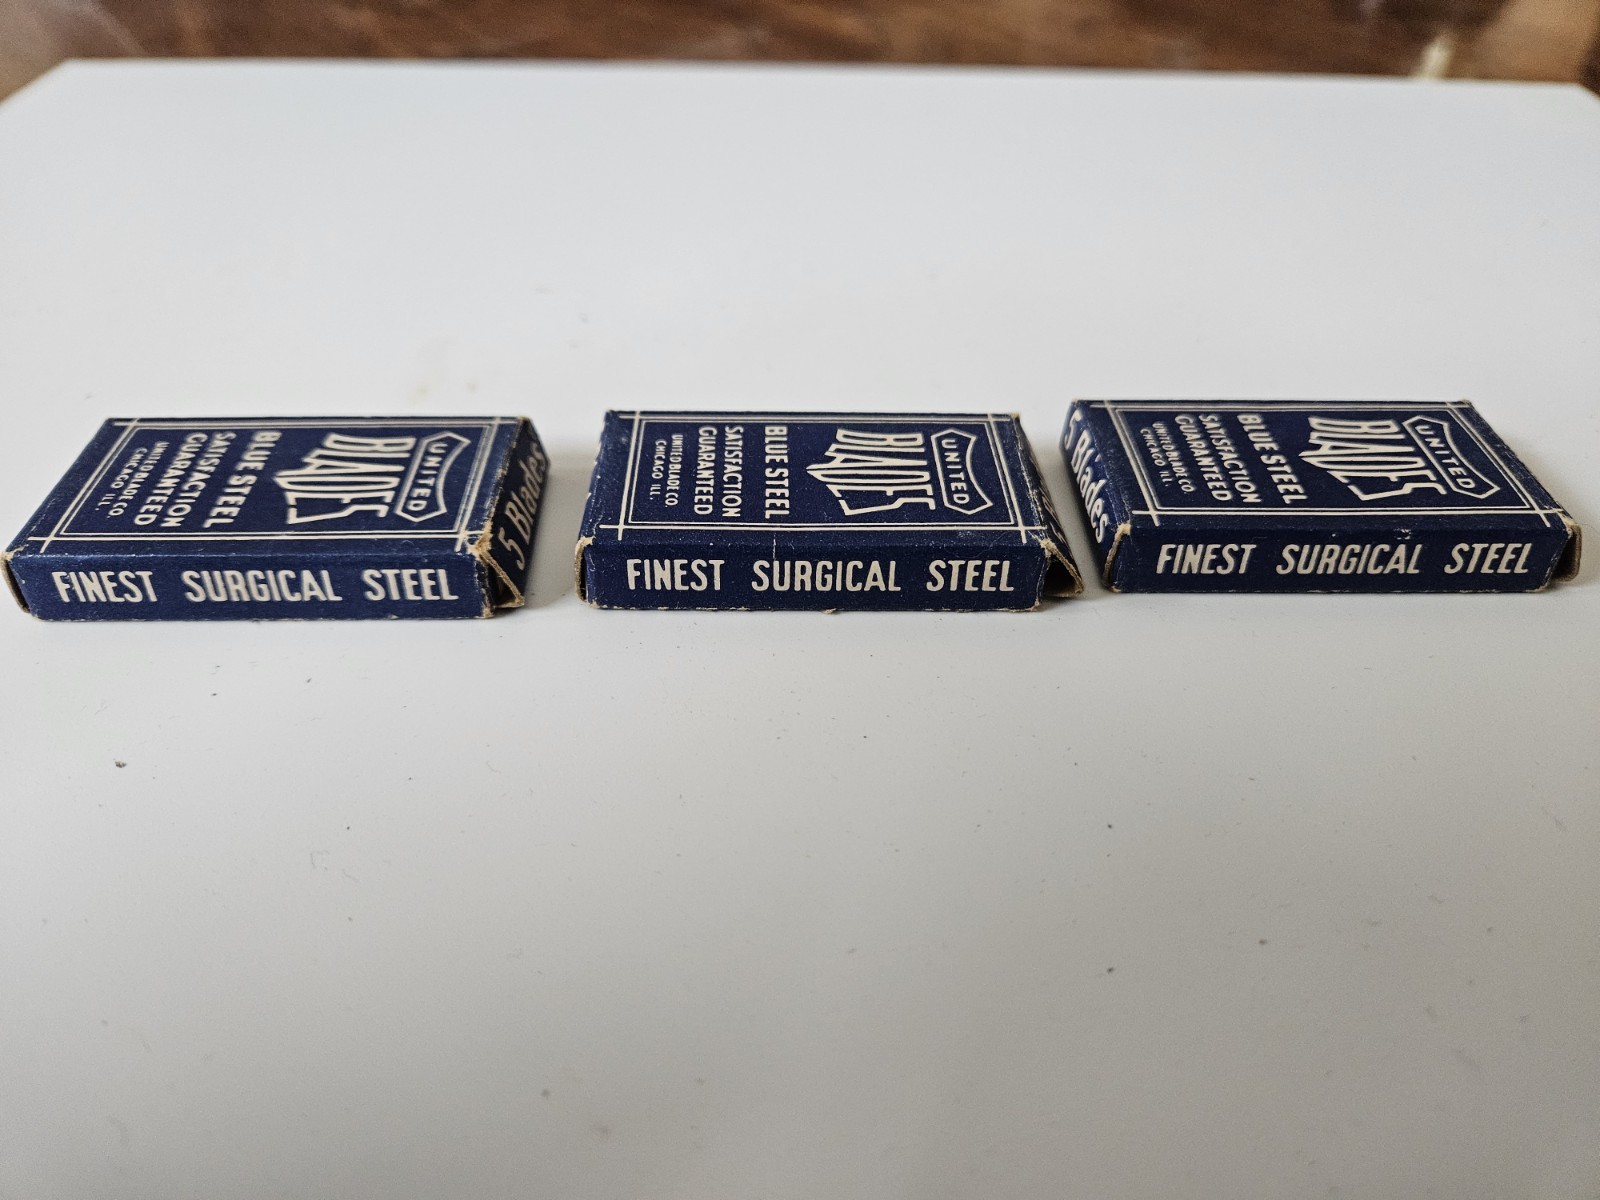 UNITED
BLADES
BLUE STEEL
SATISFACTION
GUARANTEED
UNITED BLADE CO.
CHICAGO ILL.
5 Blades
FINEST SURGICAL STEEL
UNITED
BLADES
BLUE STEEL
SATISFACTION
GUARANTEED
UNITED BLADE CO.
CHICAGO ILL.
FINEST SURGICAL STEEL
UNITED
BLADES
BLUE STEEL
SATISFACTION
GUARANTEED
UNITED BLADE CO.
CHICAGO ILL.
5 Blades
FINEST SURGICAL STEEL